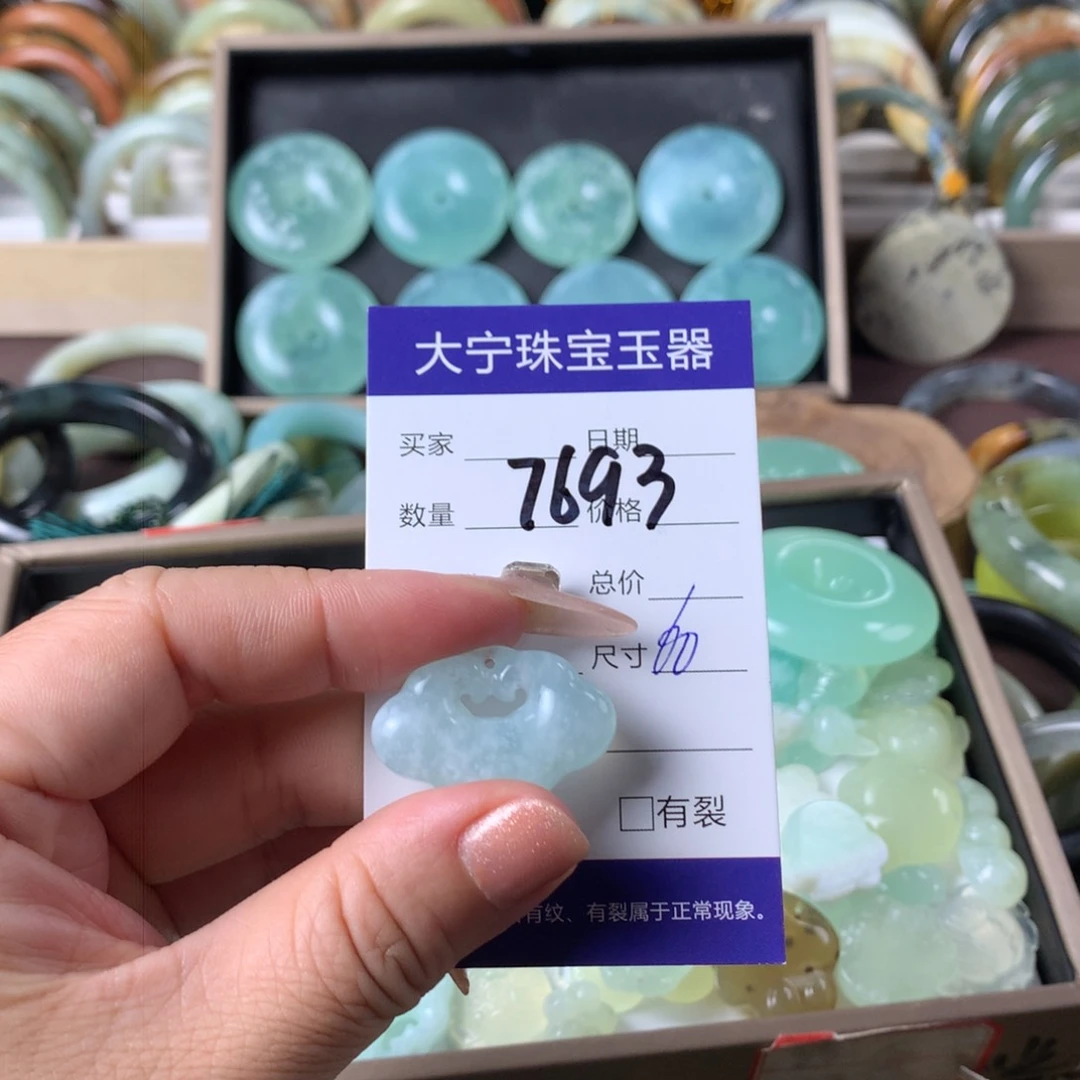 大宁珠宝玉器
买家 日期
7693
数量 价格
总价
尺寸
□有裂
有纹、有裂属于正常现象。